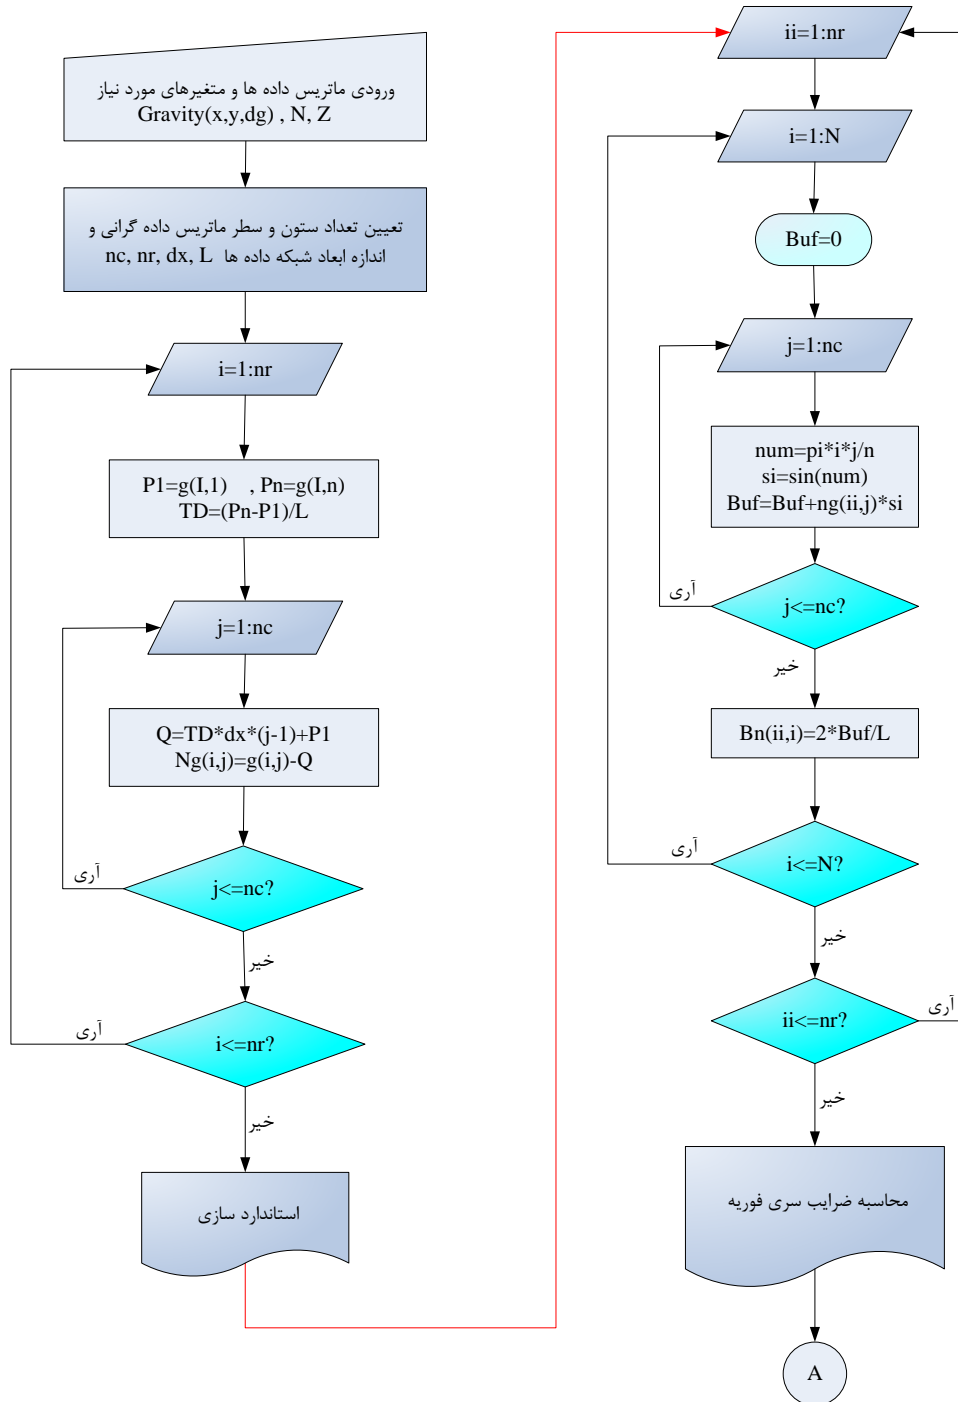 ورودی ماتریس داده ها و متغیرهای مورد نیاز
Gravity(x,y,dg) , N, Z
تعیین تعداد ستون و سطر ماتریس داده گرانی و
اندازه ابعاد شبکه داده ها nc, nr, dx, L
i=1:nr
P1=g(I,1) , Pn=g(I,n)
TD=(Pn-P1)/L
j=1:nc
Q=TD*dx*(j-1)+P1
Ng(i,j)=g(i,j)-Q
j<=nc?
آری
خیر
i<=nr?
آری
خیر
استاندارد سازی
ii=1:nr
i=1:N
Buf=0
j=1:nc
num=pi*i*j/n
si=sin(num)
Buf=Buf+ng(ii,j)*si
j<=nc?
آری
خیر
Bn(ii,i)=2*Buf/L
i<=N?
آری
خیر
ii<=nr?
آری
خیر
محاسبه ضرایب سری فوریه
A